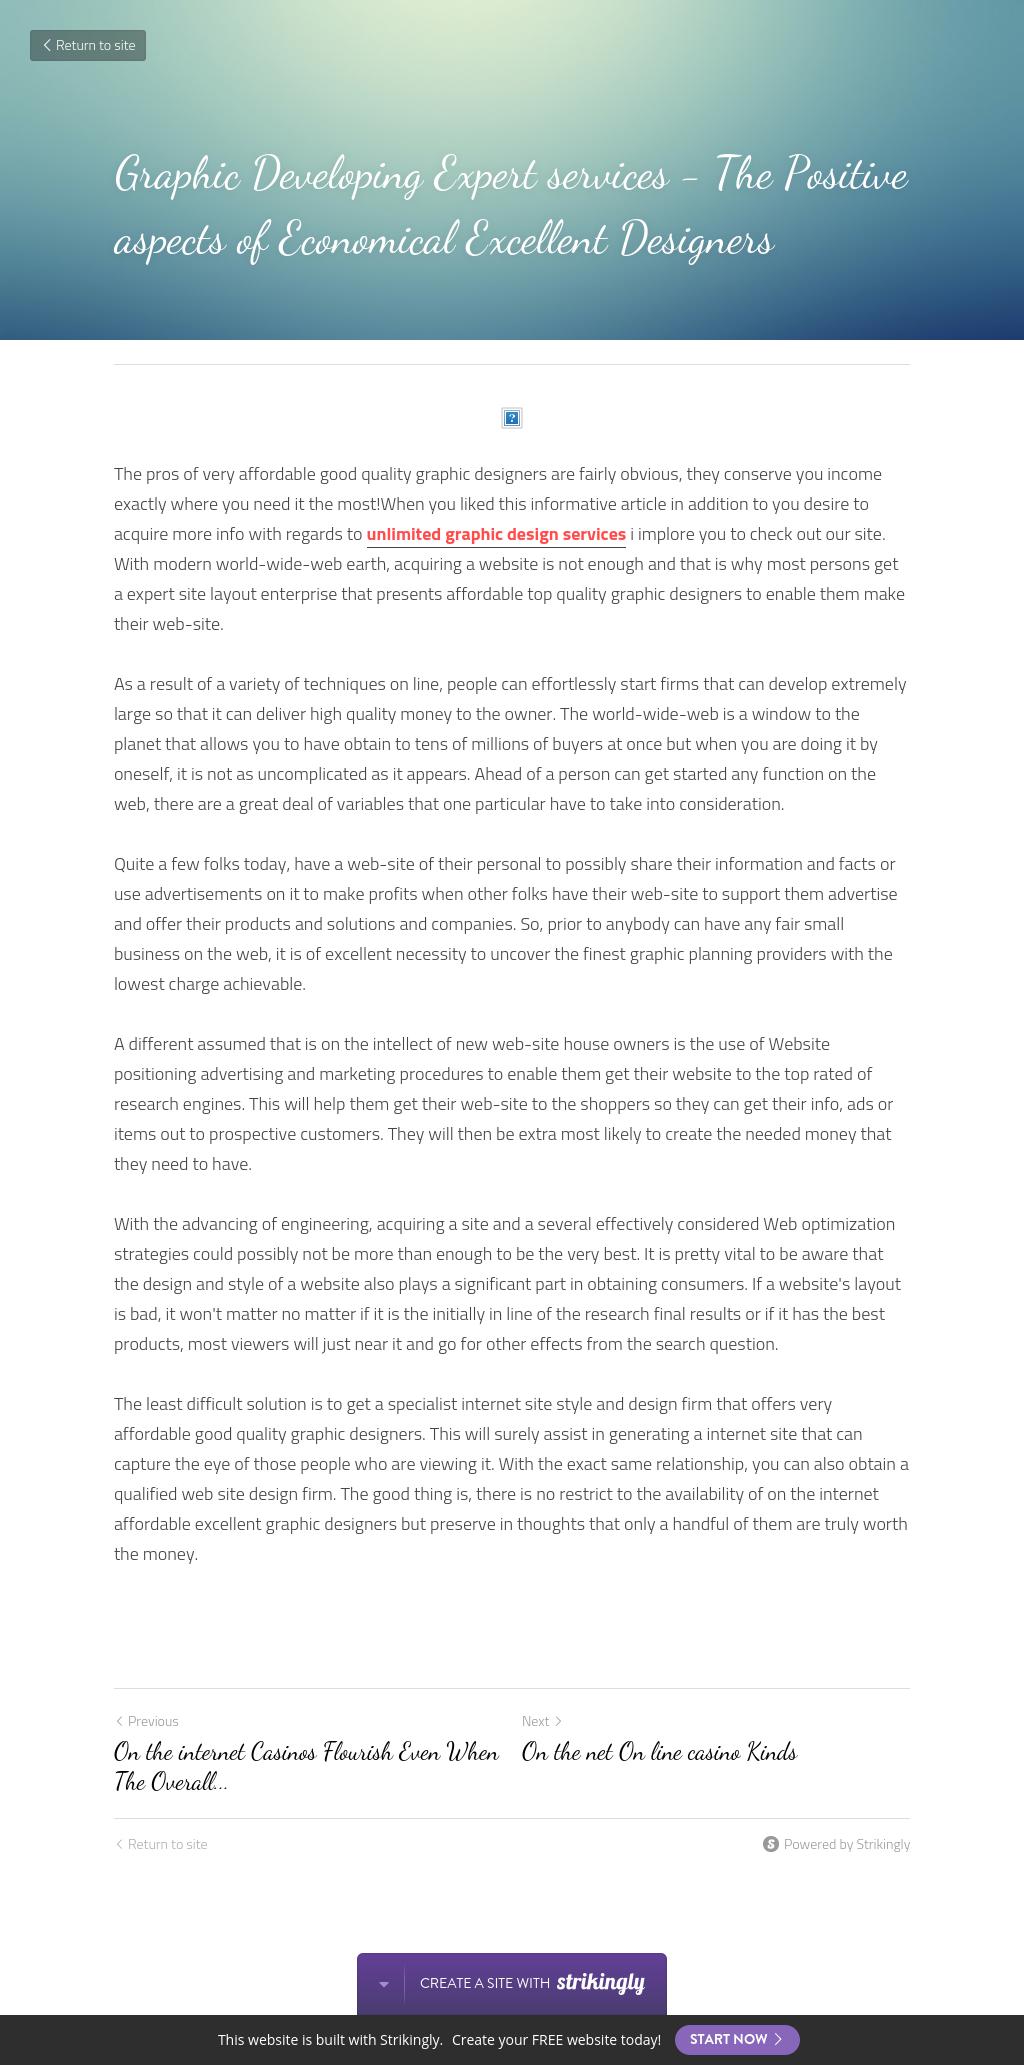 Return to site
Graphic Developing Expert services - The Positive
aspects of Economical Excellent Designers
?
The pros of very affordable good quality graphic designers are fairly obvious, they conserve you income
exactly where you need it the most!When you liked this informative article in addition to you desire to
acquire more info with regards to unlimited graphic design services i implore you to check out our site.
With modern world-wide-web earth, acquiring a website is not enough and that is why most persons get
a expert site layout enterprise that presents affordable top quality graphic designers to enable them make
their web-site.
As a result of a variety of techniques on line, people can effortlessly start firms that can develop extremely
large so that it can deliver high quality money to the owner. The world-wide-web is a window to the
planet that allows you to have obtain to tens of millions of buyers at once but when you are doing it by
oneself, it is not as uncomplicated as it appears. Ahead of a person can get started any function on the
web, there are a great deal of variables that one particular have to take into consideration.
Quite a few folks today, have a web-site of their personal to possibly share their information and facts or
use advertisements on it to make profits when other folks have their web-site to support them advertise
and offer their products and solutions and companies. So, prior to anybody can have any fair small
business on the web, it is of excellent necessity to uncover the finest graphic planning providers with the
lowest charge achievable.
A different assumed that is on the intellect of new web-site house owners is the use of Website
positioning advertising and marketing procedures to enable them get their website to the top rated of
research engines. This will help them get their web-site to the shoppers so they can get their info, ads or
items out to prospective customers. They will then be extra most likely to create the needed money that
they need to have.
With the advancing of engineering, acquiring a site and a several effectively considered Web optimization
strategies could possibly not be more than enough to be the very best. It is pretty vital to be aware that
the design and style of a website also plays a significant part in obtaining consumers. If a website's layout
is bad, it won't matter no matter if it is the initially in line of the research final results or if it has the best
products, most viewers will just near it and go for other effects from the search question.
The least difficult solution is to get a specialist internet site style and design firm that offers very
affordable good quality graphic designers. This will surely assist in generating a internet site that can
capture the eye of those people who are viewing it. With the exact same relationship, you can also obtain a
qualified web site design firm. The good thing is, there is no restrict to the availability of on the internet
affordable excellent graphic designers but preserve in thoughts that only a handful of them are truly worth
the money.
Previous
On the internet Casinos Flourish Even When
The Overall...
Next
On the net On line casino Kinds
Return to site
S Powered by Strikingly
CREATE A SITE WITH strikingly
This website is built with Strikingly. Create your FREE website today! START NOW